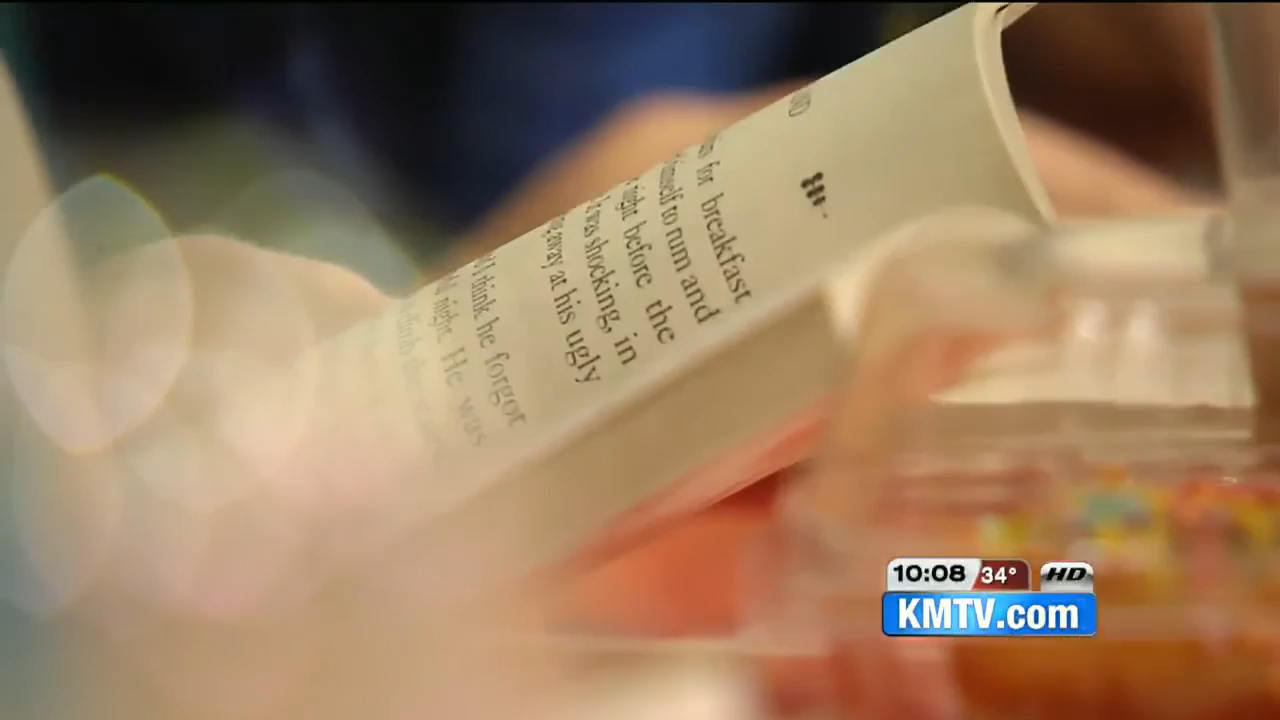 for breakfast
himself to rum and
night before the
was shocking, in
away at his ugly
I think he forgot
night. He was
10:08 34° HD
KMTV.com